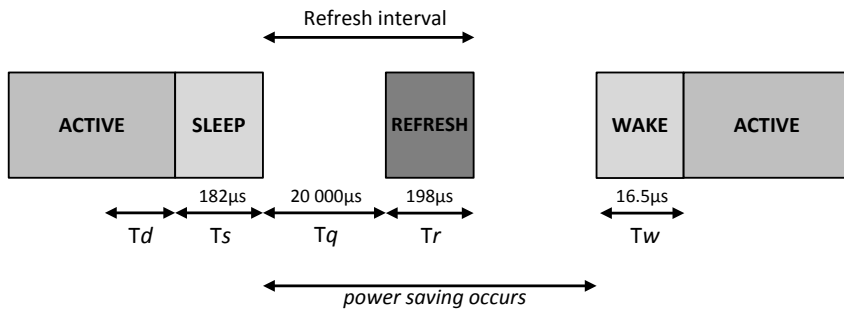 Refresh interval
ACTIVE SLEEP REFRESH WAKE ACTIVE
182µs 20 000µs 198µs 16.5µs
Td Ts Tq Tr Tw
power saving occurs